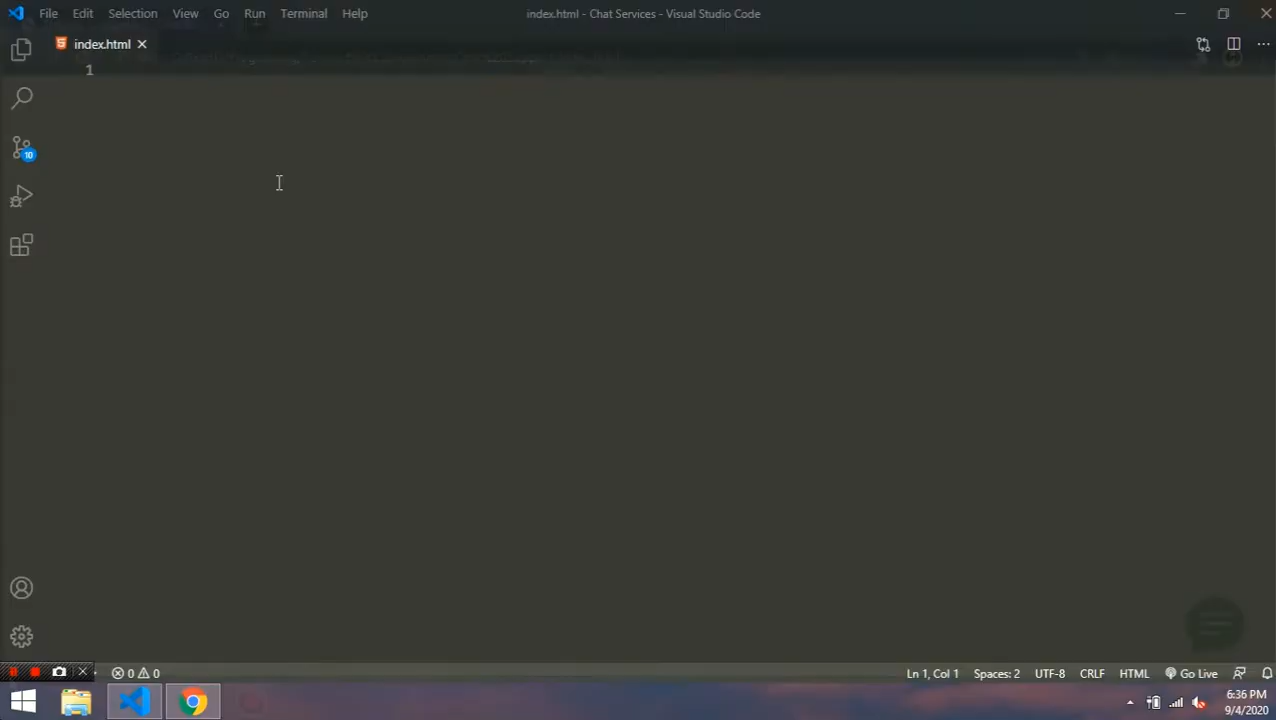 File Edit Selection View Go Run Terminal Help
index.html - Chat Services - Visual Studio Code
index.html
1
10
0 0
Ln 1, Col 1 Spaces: 2 UTF-8 CRLF HTML Go Live
6:36 PM
9/4/2020